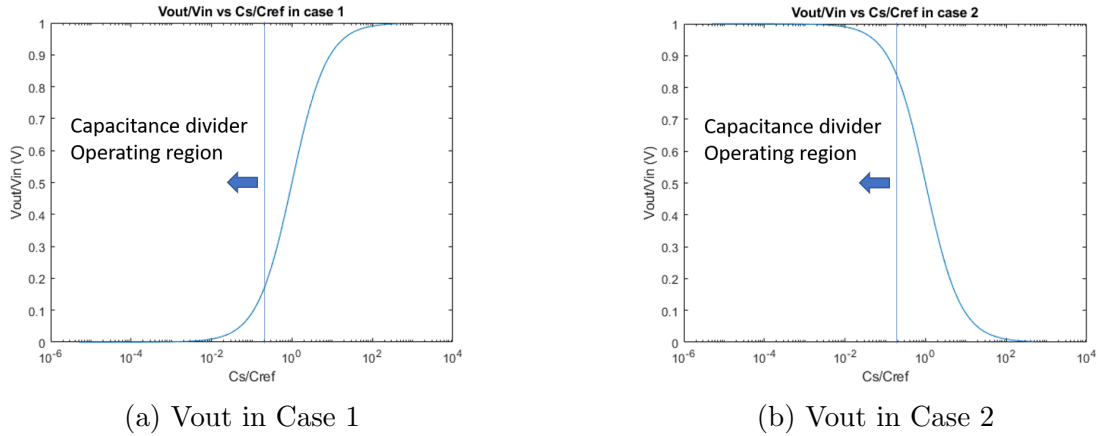 Vout/Vin vs Cs/Cref in case 1
1
0.9
0.8
0.7
0.6
0.5
0.4
0.3
0.2
0.1
0
Vout/Vin (V)
Capacitance divider
Operating region
10^-6 10^-4 10^-2 10^0 10^2 10^4
Cs/Cref
(a) Vout in Case 1
Vout/Vin vs Cs/Cref in case 2
1
0.9
0.8
0.7
0.6
0.5
0.4
0.3
0.2
0.1
0
Vout/Vin (V)
Capacitance divider
Operating region
10^-6 10^-4 10^-2 10^0 10^2 10^4
Cs/Cref
(b) Vout in Case 2